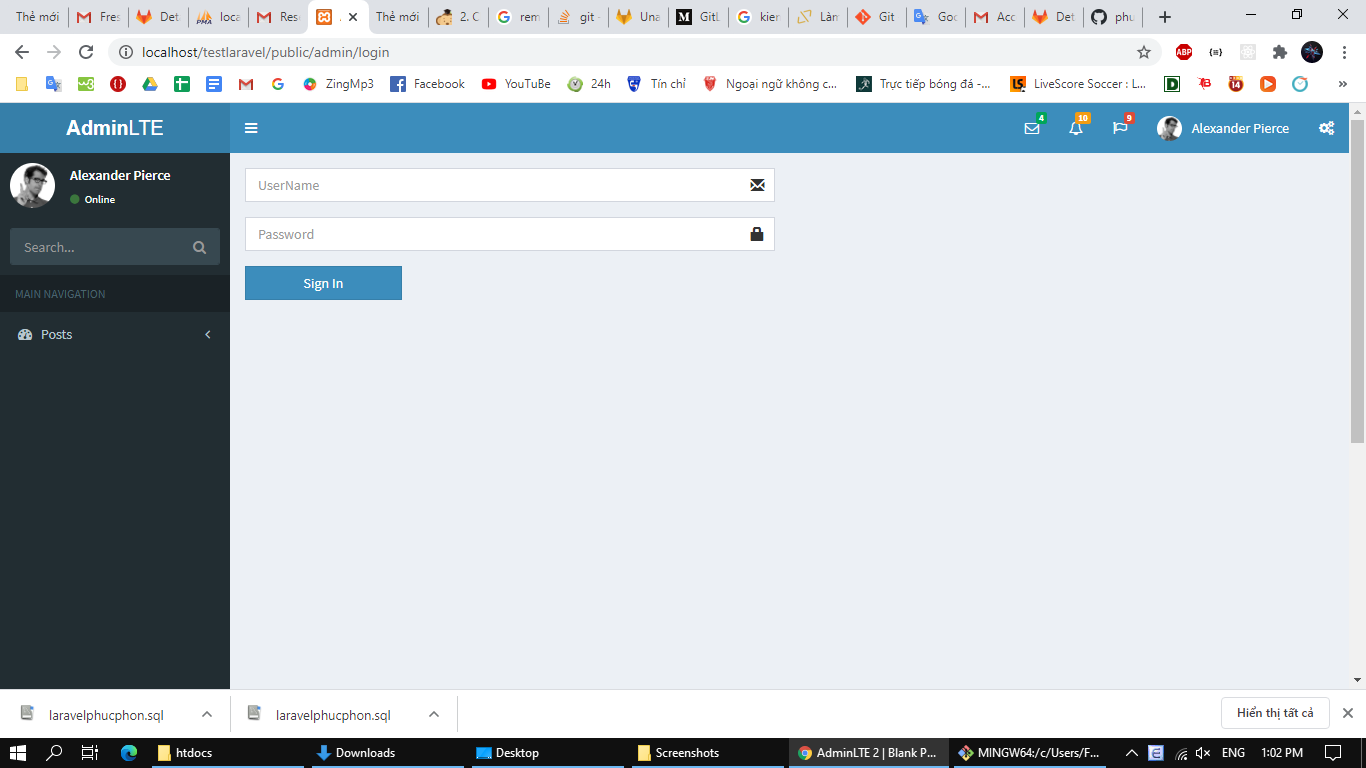 Thẻ mới Fres Det loca Rese Thẻ mới 2. C rem git Una GitL kien Làm Git Goo Acc Det phu
localhost/testlaravel/public/admin/login
ABP
ZingMp3 Facebook YouTube 24h Tín chỉ Ngoại ngữ không c... Trực tiếp bóng đá -... LiveScore Soccer : L... 14
AdminLTE 4 10 9 Alexander Pierce
Alexander Pierce
Online
UserName
Password
Search...
Sign In
MAIN NAVIGATION
Posts
laravelphucphon.sql laravelphucphon.sql Hiển thị tất cả
htdocs Downloads Desktop Screenshots AdminLTE 2 | Blank P... MINGW64:/c/Users/F... ENG 1:02 PM